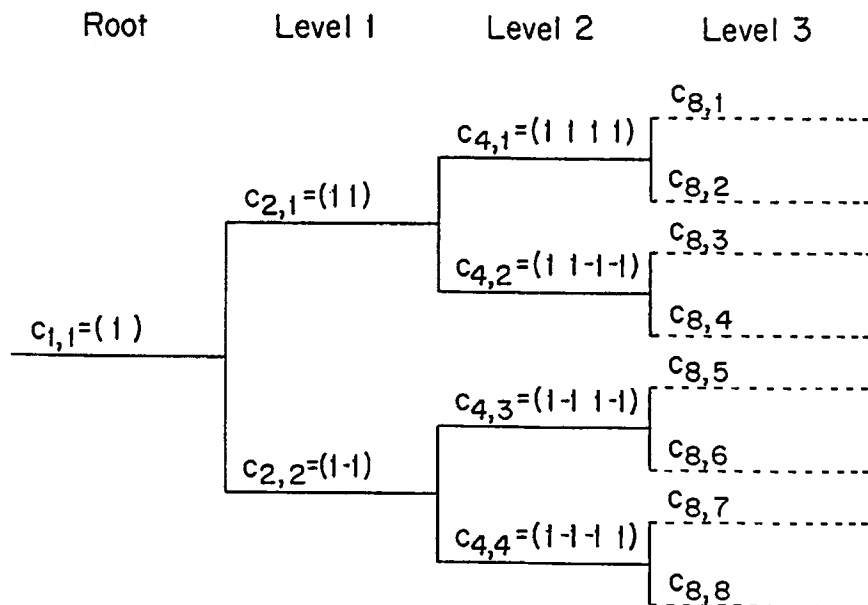 Root Level 1 Level 2 Level 3
c8,1
c4,1=(1 1 1 1)
c8,2
c2,1=(1 1)
c8,3
c4,2=(1 1-1-1)
c8,4
c1,1=(1)
c8,5
c4,3=(1-1 1-1)
c8,6
c2,2=(1-1)
c8,7
c4,4=(1-1-1 1)
c8,8